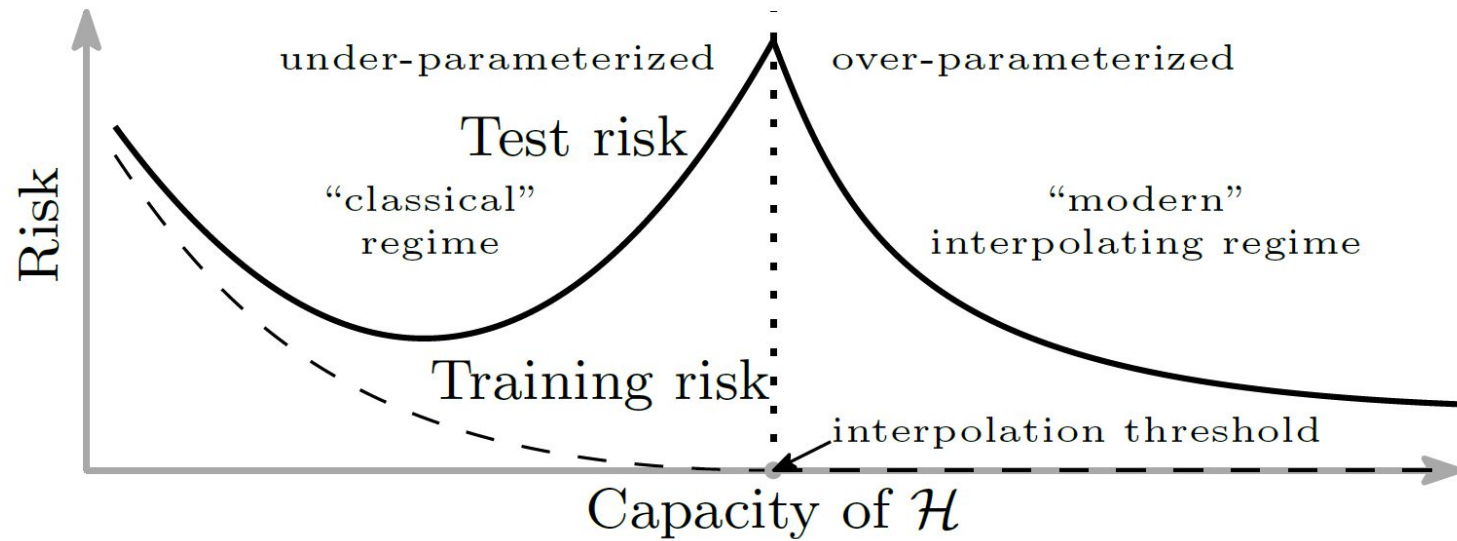 under-parameterized
over-parameterized
Test risk
Risk
“classical”
regime
“modern”
interpolating regime
Training risk
interpolation threshold
Capacity of ℋ